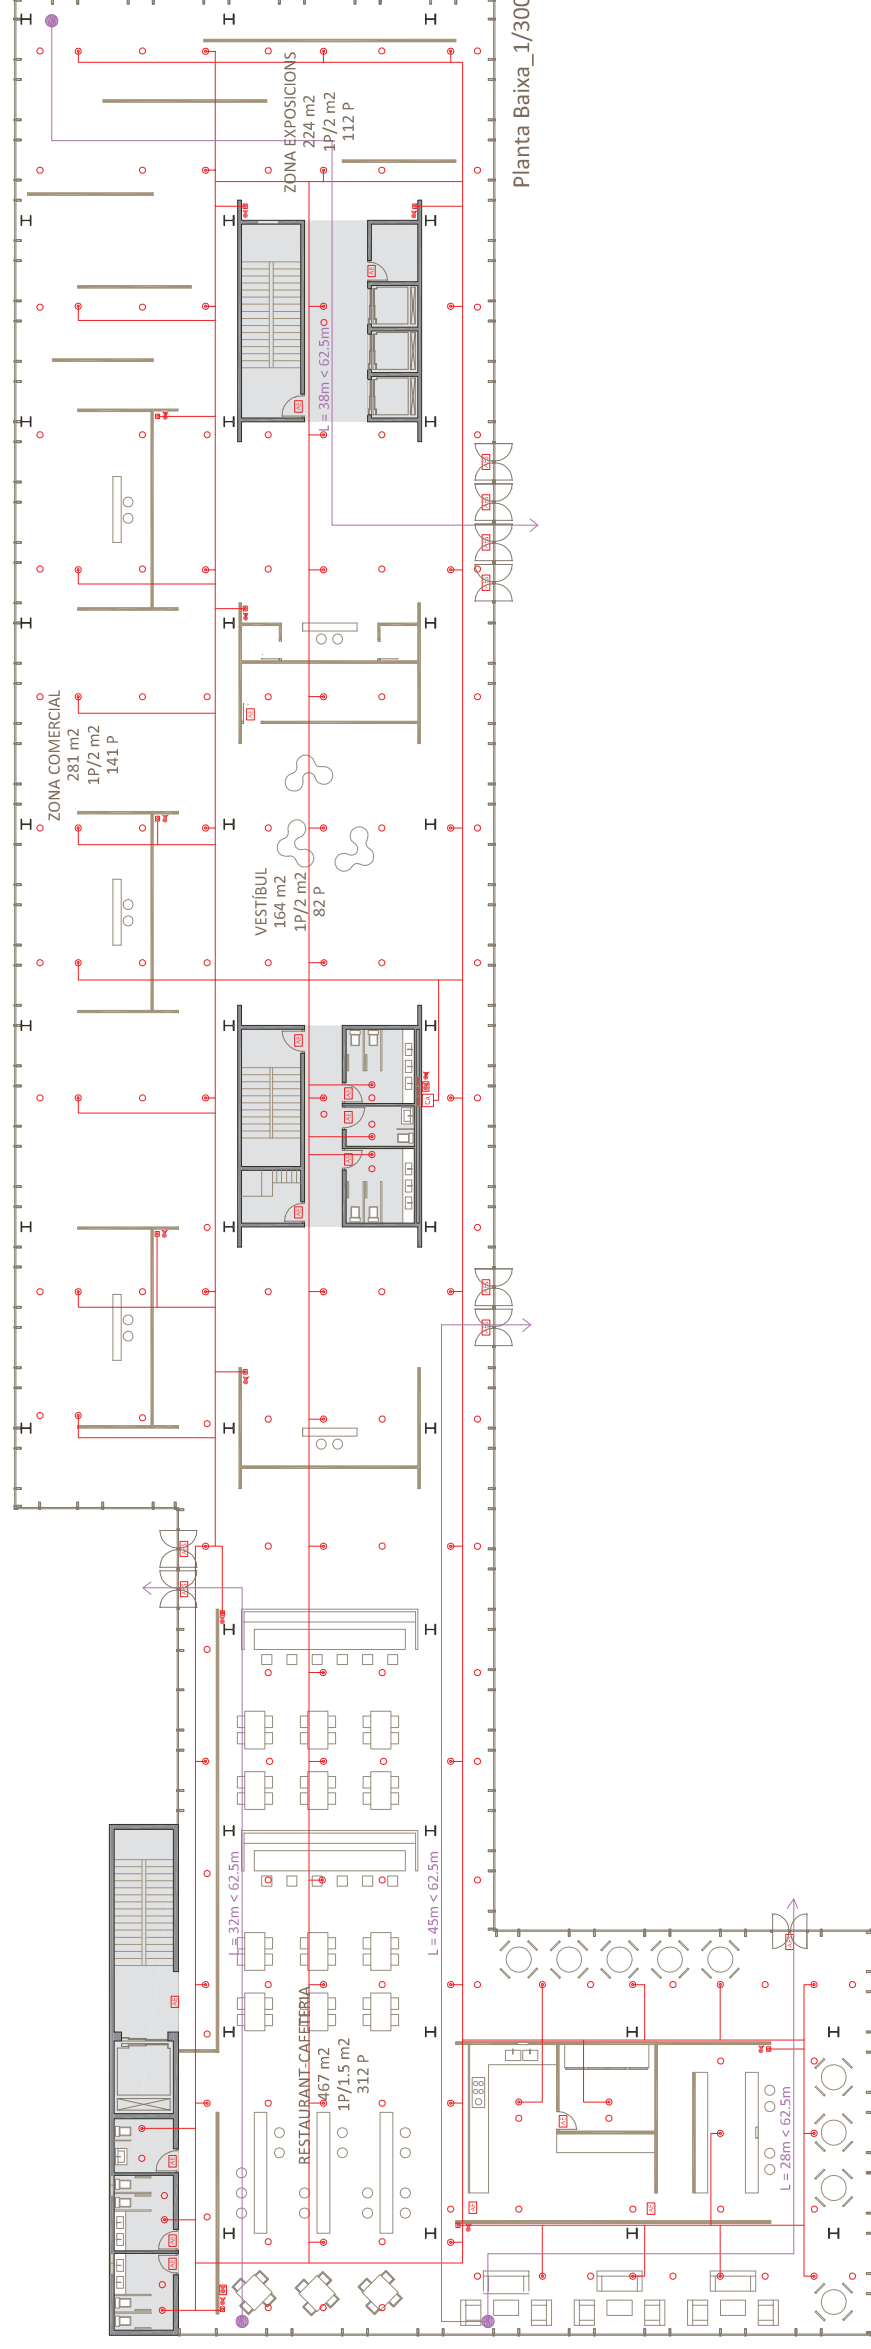 Planta Baixa_1/300
ZONA EXPOSICIONS
224 m2
1P/2 m2
112 P
L = 38m < 62.5m
ZONA COMERCIAL
281 m2
1P/2 m2
141 P
VESTÍBUL
164 m2
1P/2 m2
82 P
CA
L = 32m < 62.5m
L = 45m < 62.5m
RESTAURANT-CAFETERIA
467 m2
1P/1.5 m2
312 P
L = 28m < 62.5m